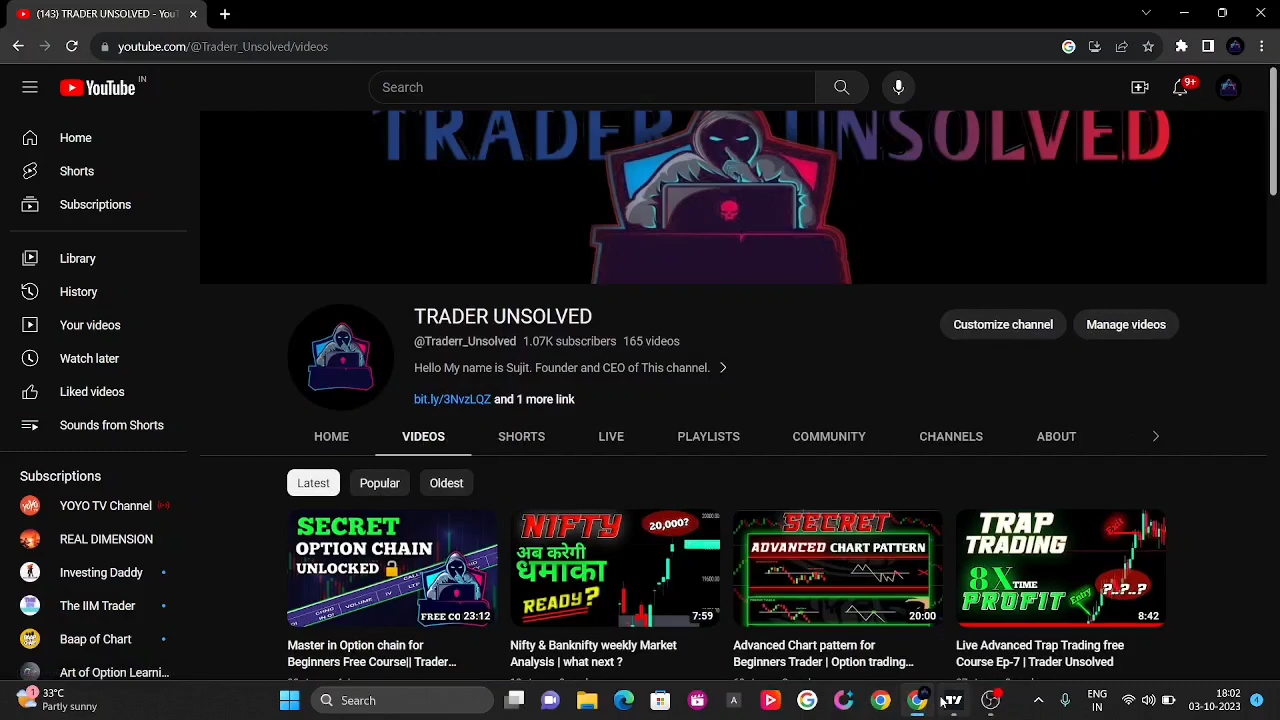 (143) TRADER UNSOLVED - You
youtube.com/@Traderr_Unsolved/videos
YouTube IN
Search
9+
Home
Shorts
Subscriptions
Library
History
Your videos
Watch later
Liked videos
Sounds from Shorts
Subscriptions
YOYO TV Channel
REAL DIMENSION
Investing Daddy
The IIM Trader
Baap of Chart
Art of Option Learni...
TRADER UNSOLVED
TRADER UNSOLVED
@Traderr_Unsolved 1.07K subscribers 165 videos
Hello My name is Sujit. Founder and CEO of This channel.
bit.ly/3NvzLQZ and 1 more link
Customize channel
Manage videos
HOME VIDEOS SHORTS LIVE PLAYLISTS COMMUNITY CHANNELS ABOUT
Latest Popular Oldest
SECRET
OPTION CHAIN
UNLOCKED
FREE CO 23:12
Master in Option chain for
Beginners Free Course|| Trader...
NIFTY
20,000?
अब करेगी
धमाका
READY?
7:59
Nifty & Banknifty weekly Market
Analysis | what next ?
SECRET
ADVANCED CHART PATTERN
20:00
Advanced Chart pattern for
Beginners Trader | Option trading...
TRAP
TRADING
8X TIME
PROFIT
Entry
?..?..?
8:42
Live Advanced Trap Trading free
Course Ep-7 | Trader Unsolved
33°C
Partly sunny
Search
ENG
IN
18:02
03-10-2023
4